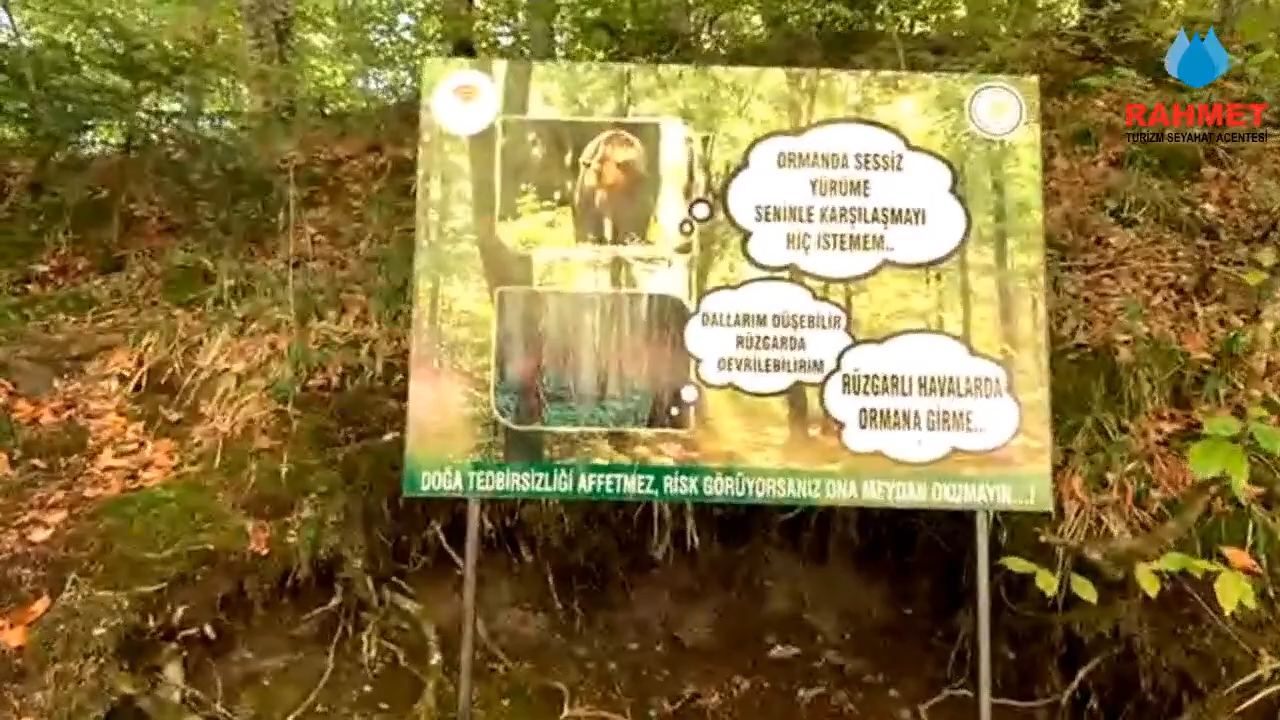 RAHMET
TURİZM SEYAHAT ACENTESİ
ORMANDA SESSİZ
YÜRÜME
SENİNLE KARŞILAŞMAYI
HİÇ İSTEMEM..
DALLARIM DÜŞEBİLİR
RÜZGARDA
DEVRİLEBİLİRİM
RÜZGARLI HAVALARDA
ORMANA GİRME...
DOĞA TEDBİRSİZLİĞİ AFFETMEZ, RİSK GÖRÜYORSANIZ ONA MEYDAN OKUMAYIN...!